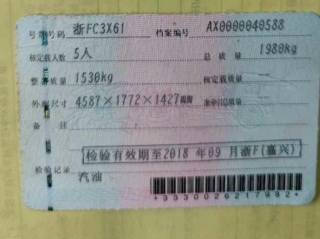 号牌号码 浙FC3X61 档案编号 AX0000040588
核定载人数 5人 总质量 1980kg
整备质量 1530kg 核定载质量
外廓尺寸 4587×1772×1427mm 准牵引总质量
备注
检验有效期至2018年09月浙F(嘉兴)
检验记录 汽油